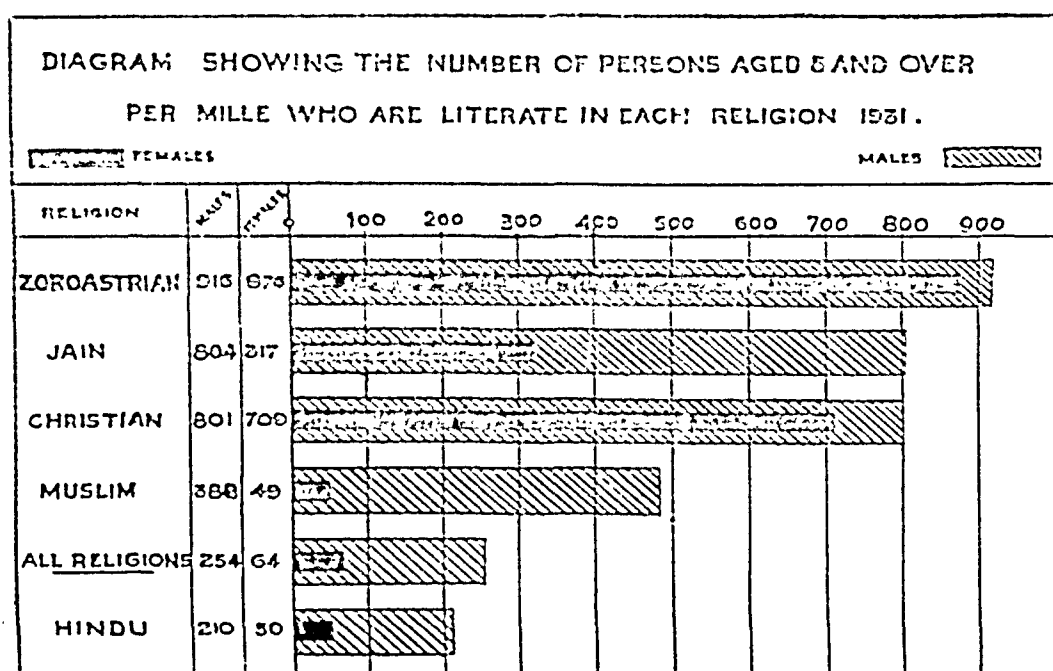 DIAGRAM SHOWING THE NUMBER OF PERSONS AGED 5 AND OVER
PER MILLE WHO ARE LITERATE IN EACH RELIGION 1931.
FEMALES MALES
RELIGION MALES FEMALES 0 100 200 300 400 500 600 700 800 900
ZOROASTRIAN 916
JAIN 804 317
CHRISTIAN 801 709
MUSLIM 388 49
ALL RELIGIONS 254 64
HINDU 210 50